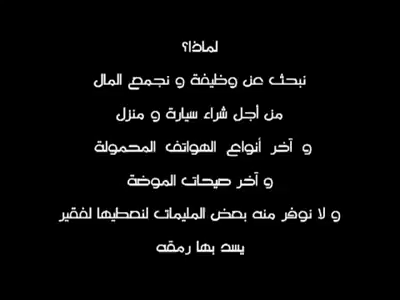 لماذا؟
نبحث عن وظيفة و نجمع المال
من أجل شراء سيارة و منزل
و آخر أنواع الهواتف المحمولة
و آخر صيحات الموضة
و لا نوفر منه بعض المليمات لنعطيها لفقير
يسد بها رمقه